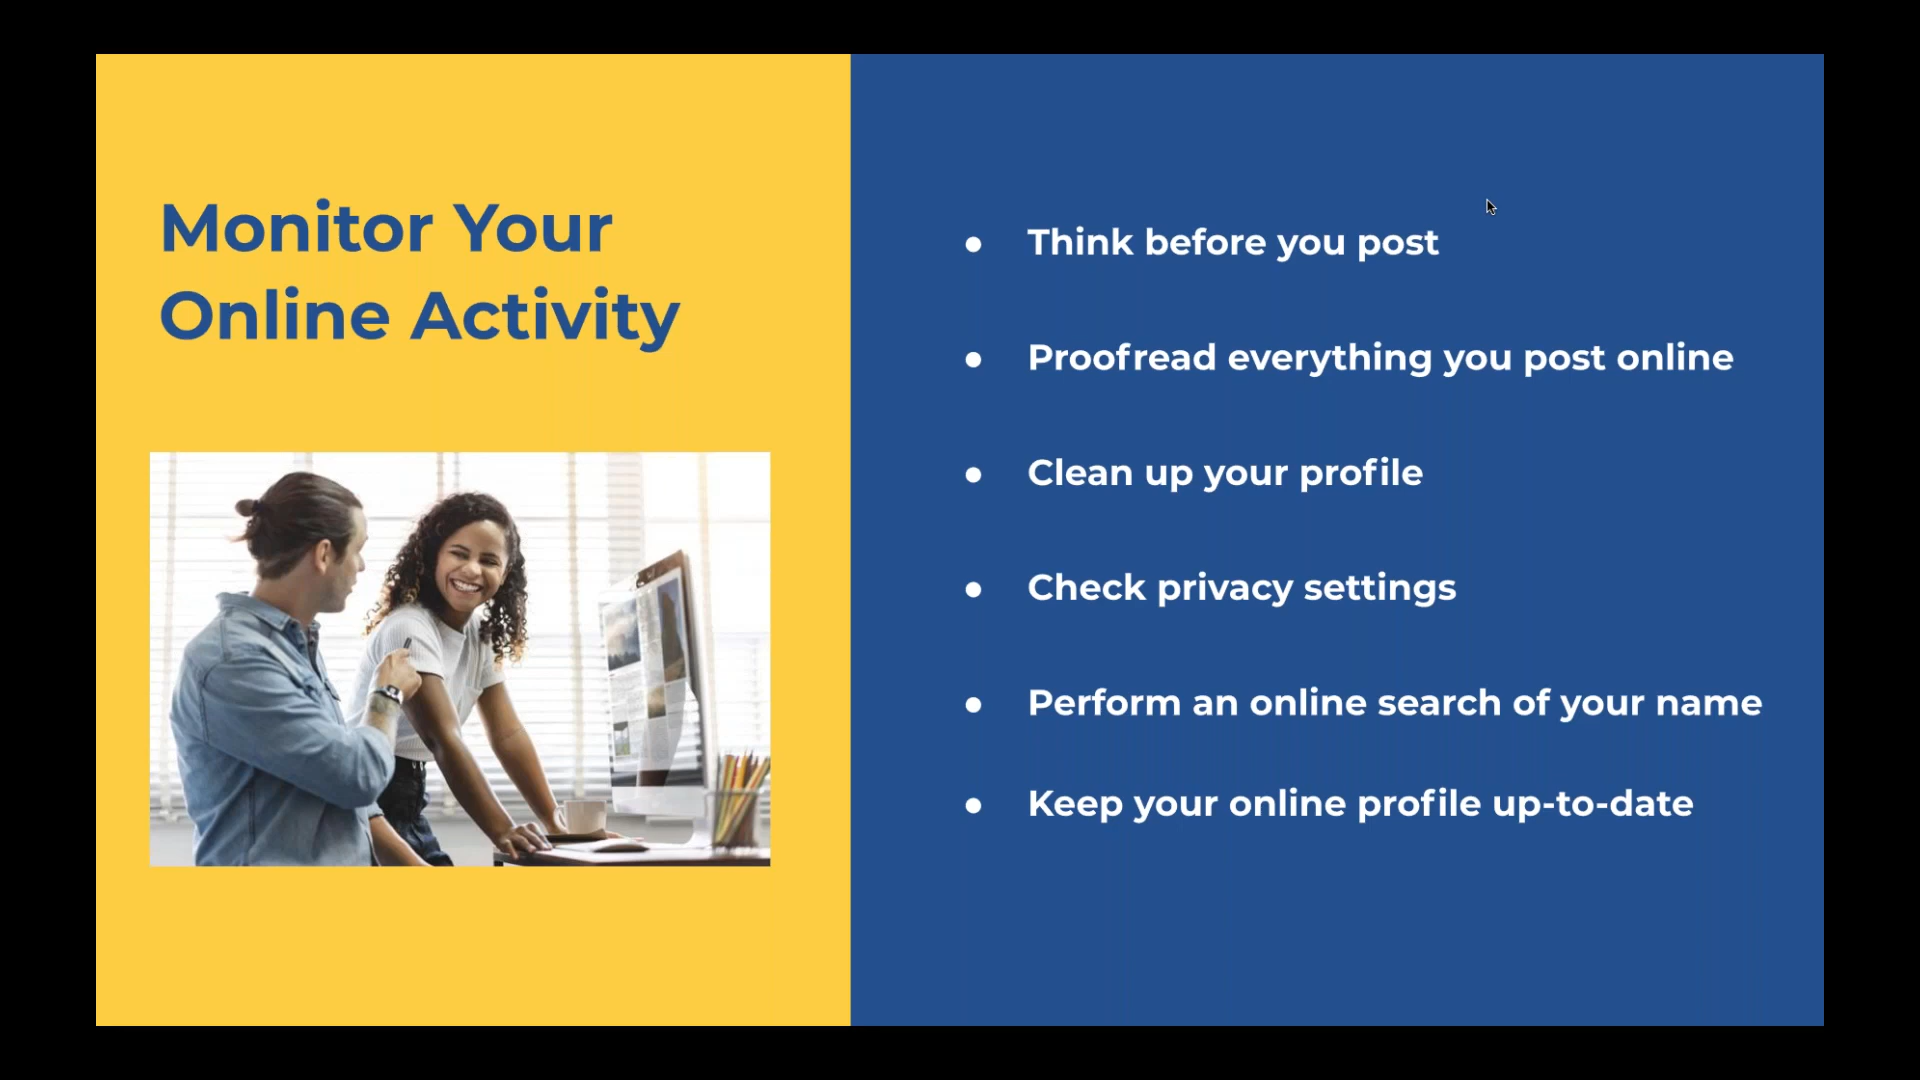 Monitor Your
Online Activity
● Think before you post
● Proofread everything you post online
● Clean up your profile
● Check privacy settings
● Perform an online search of your name
● Keep your online profile up-to-date